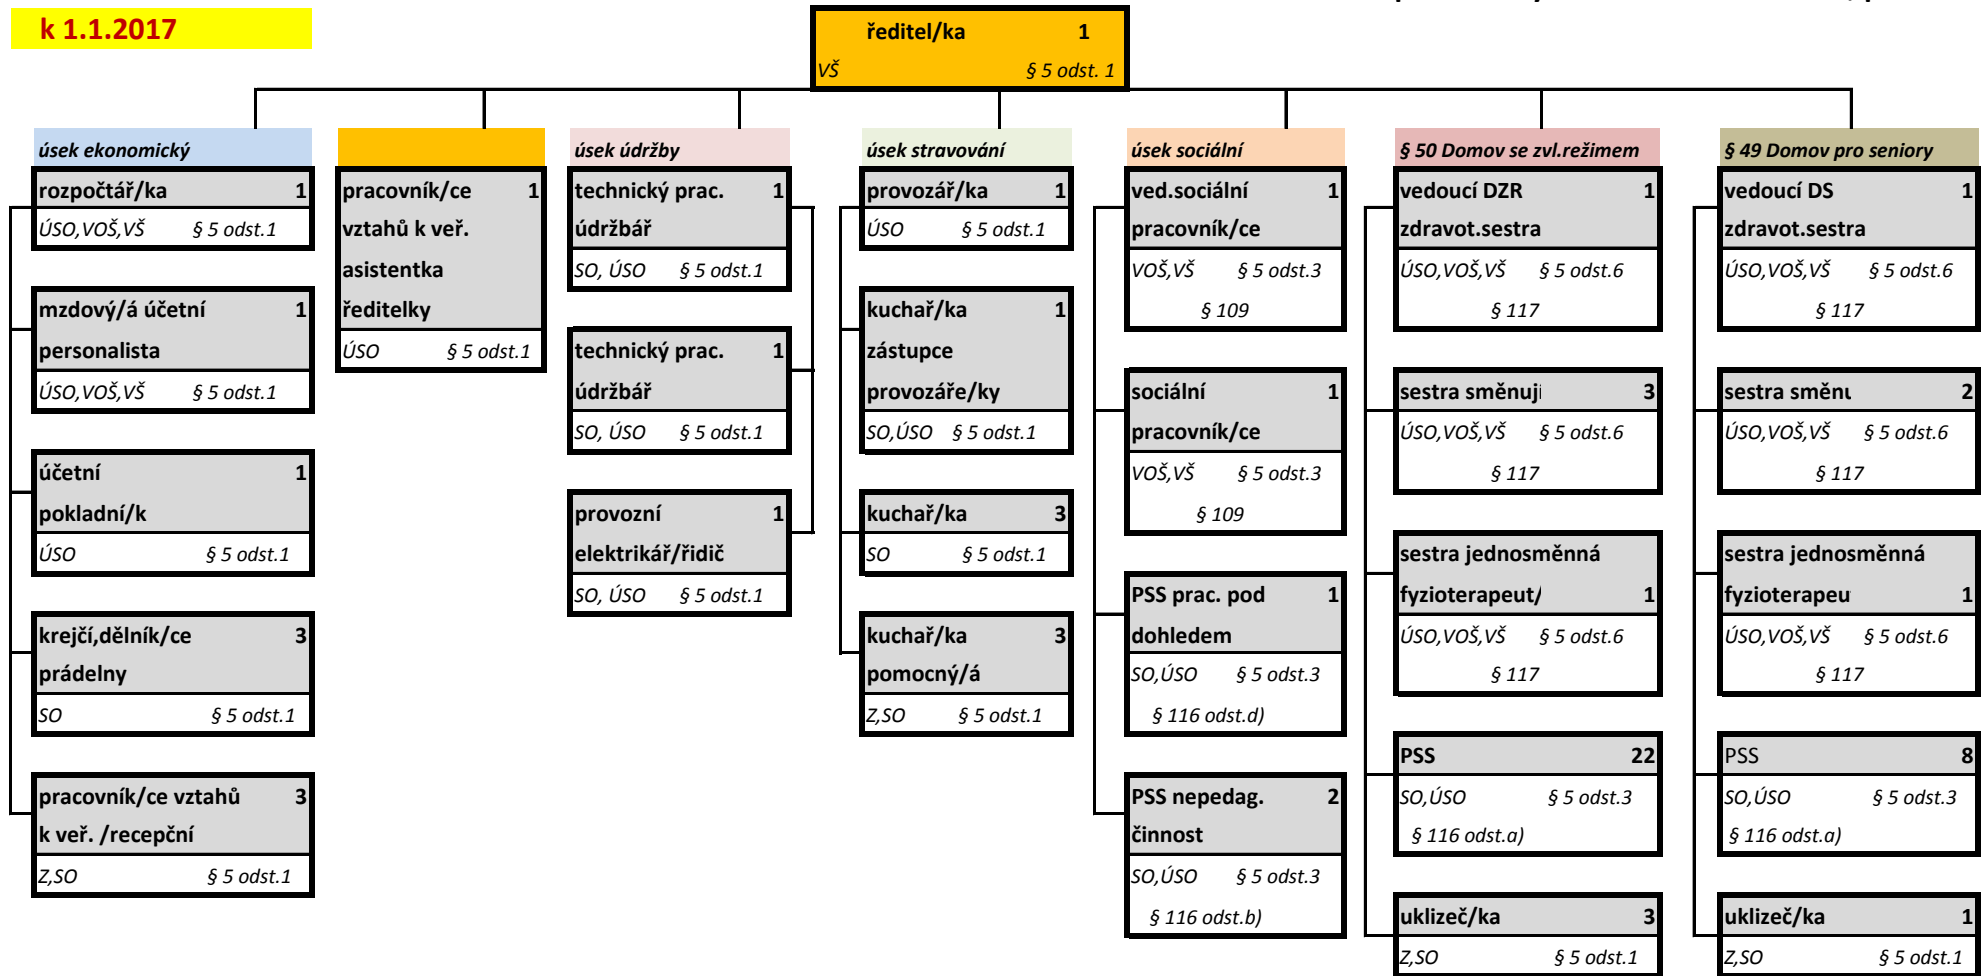 k 1.1.2017
ředitel/ka 1
VŠ § 5 odst. 1
úsek ekonomický
rozpočtář/ka 1
ÚSO,VOŠ,VŠ § 5 odst.1
mzdový/á účetní 1
personalista
ÚSO,VOŠ,VŠ § 5 odst.1
účetní 1
pokladní/k
ÚSO § 5 odst.1
krejčí,dělník/ce 3
prádelny
SO § 5 odst.1
pracovník/ce vztahů 3
k veř. /recepční
Z,SO § 5 odst.1
pracovník/ce 1
vztahů k veř.
asistentka
ředitelky
ÚSO § 5 odst.1
úsek údržby
technický prac. 1
údržbář
SO, ÚSO § 5 odst.1
technický prac. 1
údržbář
SO, ÚSO § 5 odst.1
provozní 1
elektrikář/řidič
SO, ÚSO § 5 odst.1
úsek stravování
provozář/ka 1
ÚSO § 5 odst.1
kuchař/ka 1
zástupce
provozáře/ky
SO,ÚSO § 5 odst.1
kuchař/ka 3
SO § 5 odst.1
kuchař/ka 3
pomocný/á
Z,SO § 5 odst.1
úsek sociální
ved.sociální 1
pracovník/ce
VOŠ,VŠ § 5 odst.3
§ 109
sociální 1
pracovník/ce
VOŠ,VŠ § 5 odst.3
§ 109
PSS prac. pod 1
dohledem
SO,ÚSO § 5 odst.3
§ 116 odst.d)
PSS nepedag. 2
činnost
SO,ÚSO § 5 odst.3
§ 116 odst.b)
§ 50 Domov se zvl.režimem
vedoucí DZR 1
zdravot.sestra
ÚSO,VOŠ,VŠ § 5 odst.6
§ 117
sestra směnují 3
ÚSO,VOŠ,VŠ § 5 odst.6
§ 117
sestra jednosměnná
fyzioterapeut/ 1
ÚSO,VOŠ,VŠ § 5 odst.6
§ 117
PSS 22
SO,ÚSO § 5 odst.3
§ 116 odst.a)
uklizeč/ka 3
Z,SO § 5 odst.1
§ 49 Domov pro seniory
vedoucí DS 1
zdravot.sestra
ÚSO,VOŠ,VŠ § 5 odst.6
§ 117
sestra 2
ÚSO,VOŠ,VŠ § 5 odst.6
§ 117
sestra jednosměnná
fyzioterapeu 1
ÚSO,VOŠ,VŠ § 5 odst.6
§ 117
PSS 8
SO,ÚSO § 5 odst.3
§ 116 odst.a)
uklizeč/ka 1
Z,SO § 5 odst.1